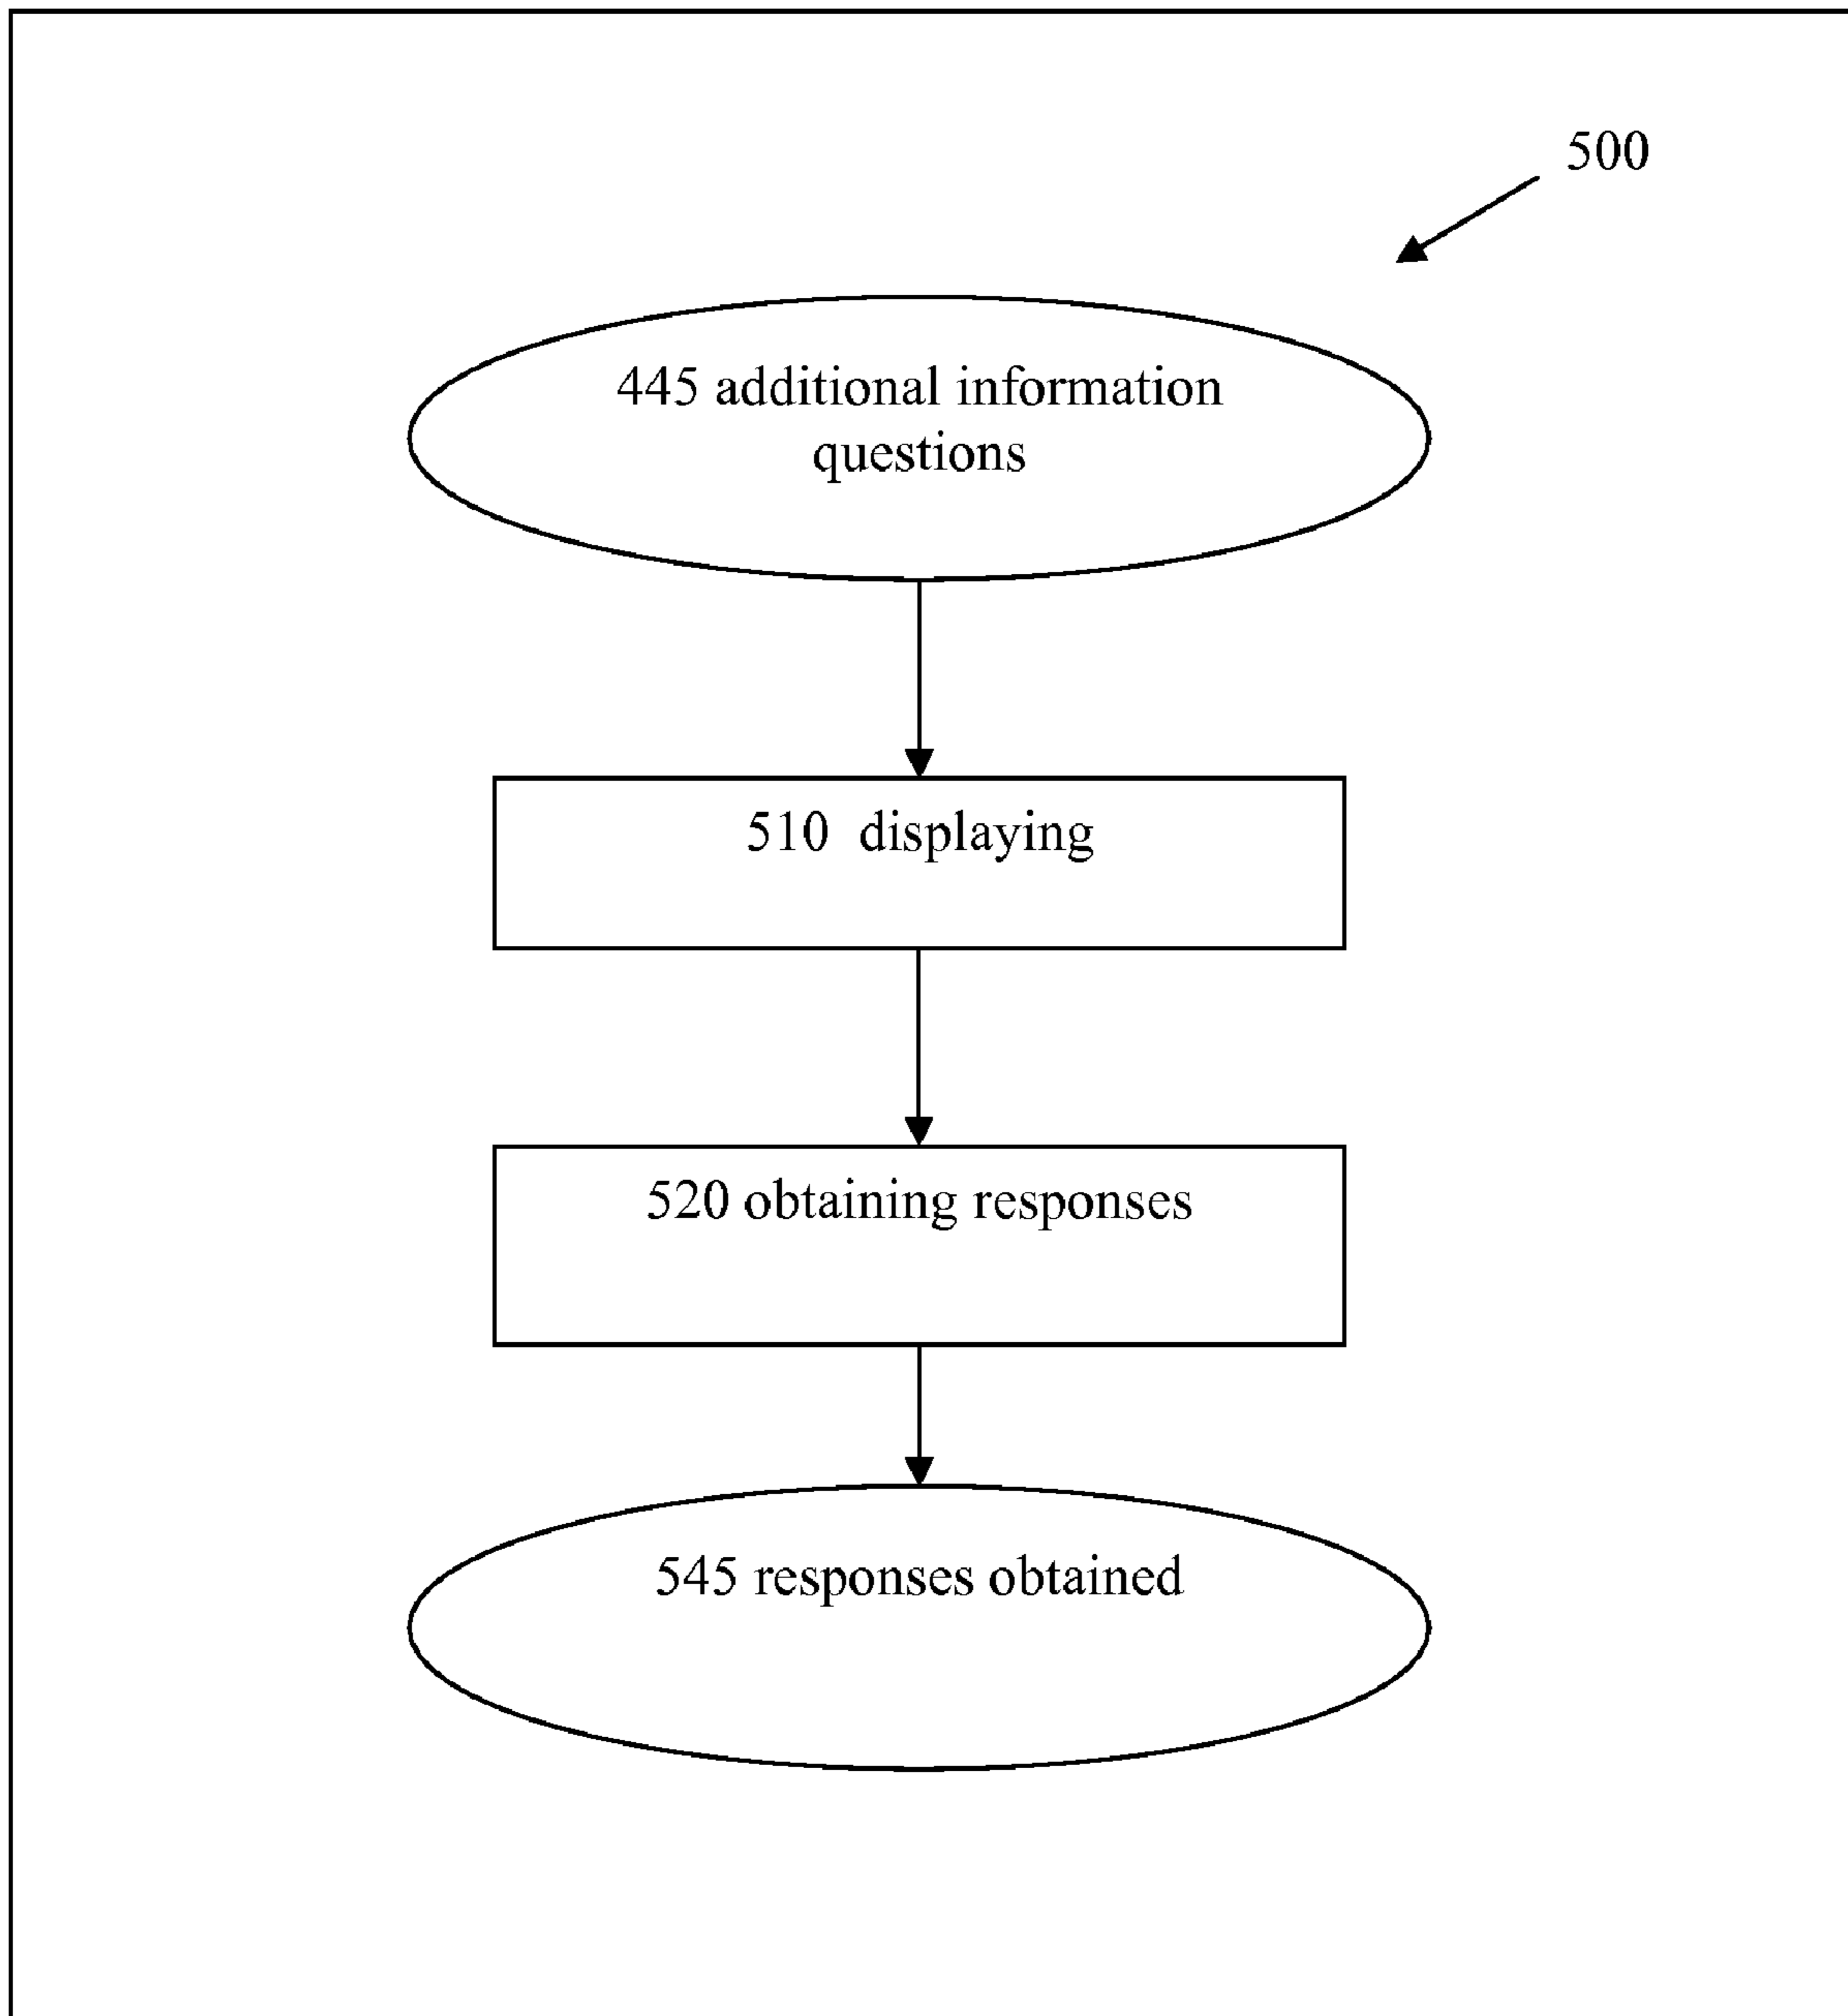 500
445 additional information
questions
510 displaying
520 obtaining responses
545 responses obtained